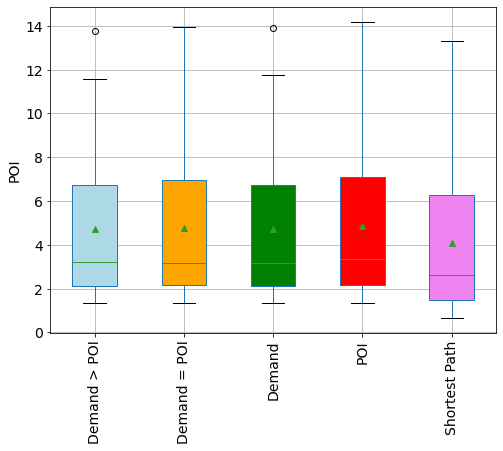 POI
14
12
10
8
6
4
2
0
Demand > POI
Demand = POI
Demand
POI
Shortest Path